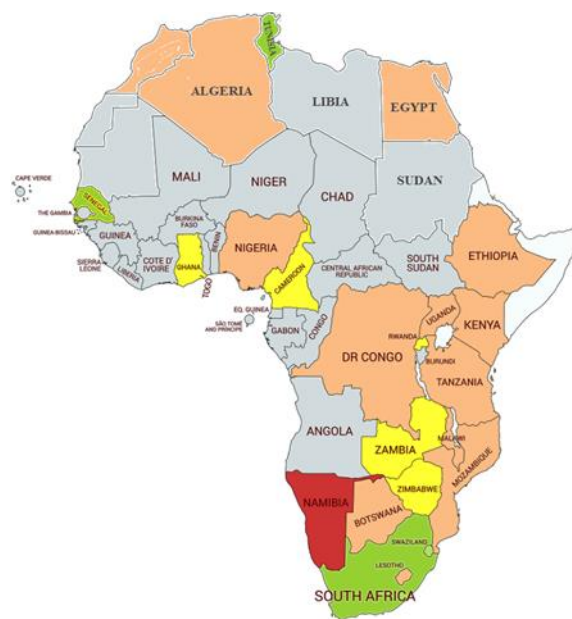 TUNISIA
ALGERIA
LIBIA
EGYPT
CAPE VERDE
MALI
NIGER
CHAD
SUDAN
SENEGAL
THE GAMBIA
GUINEA-BISSAU
GUINEA
BURKINA
FASO
BENIN
NIGERIA
SIERRA
LEONE
LIBERIA
COTE D'
IVOIRE
GHANA
TOGO
CAMEROON
CENTRAL AFRICAN
REPUBLIC
SOUTH
SUDAN
ETHIOPIA
EQ. GUINEA
SÃO TOMÉ
AND PRÍNCIPE
GABON
CONGO
DR CONGO
UGANDA
KENYA
RWANDA
BURUNDI
TANZANIA
ANGOLA
ZAMBIA
MALAWI
MOZAMBIQUE
ZIMBABWE
NAMIBIA
BOTSWANA
SWAZILAND
LESOTHO
SOUTH AFRICA